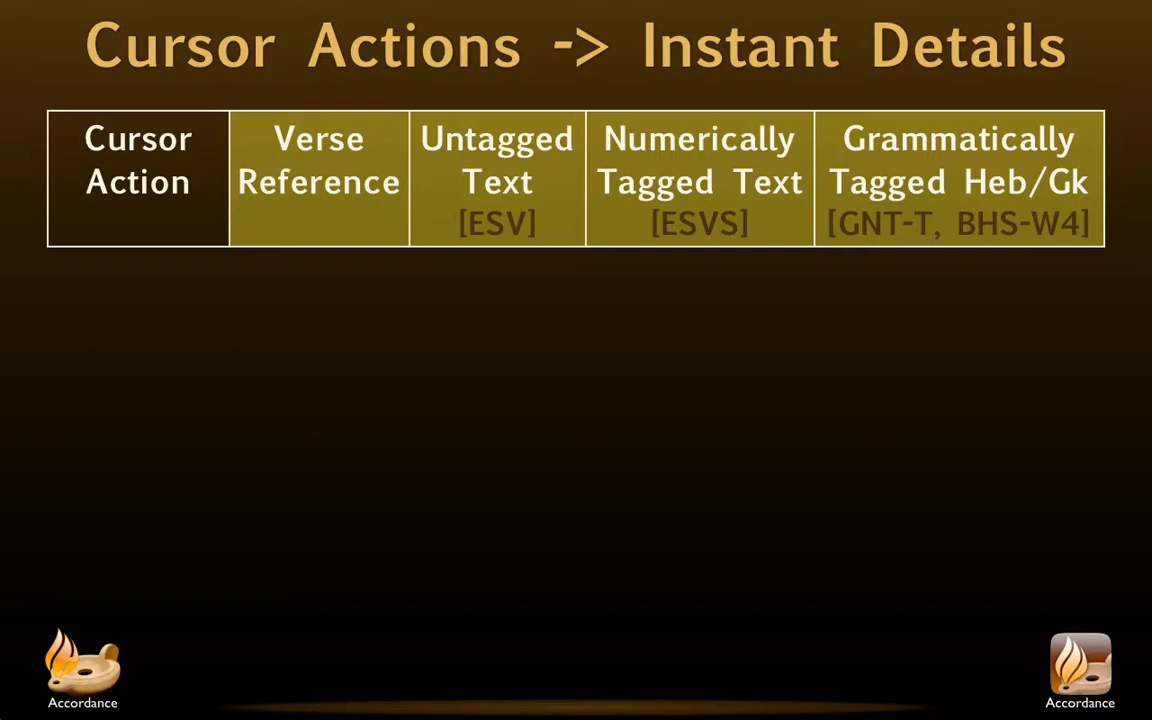 Cursor Actions -> Instant Details
Cursor
Action
Verse
Reference
Untagged
Text
[ESV]
Numerically
Tagged Text
[ESVS]
Grammatically
Tagged Heb/Gk
[GNT-T, BHS-W4]
Accordance
Accordance